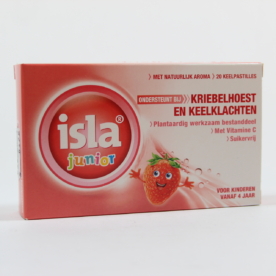 ›MET NATUURLIJK AROMA ›20 KEELPASTILLES
ONDERSTEUNT BIJ
KRIEBELHOEST
EN KEELKLACHTEN
›Plantaardig werkzaam bestanddeel
›Met Vitamine C
›Suikervrij
isla®
junior
VOOR KINDEREN
VANAF 4 JAAR